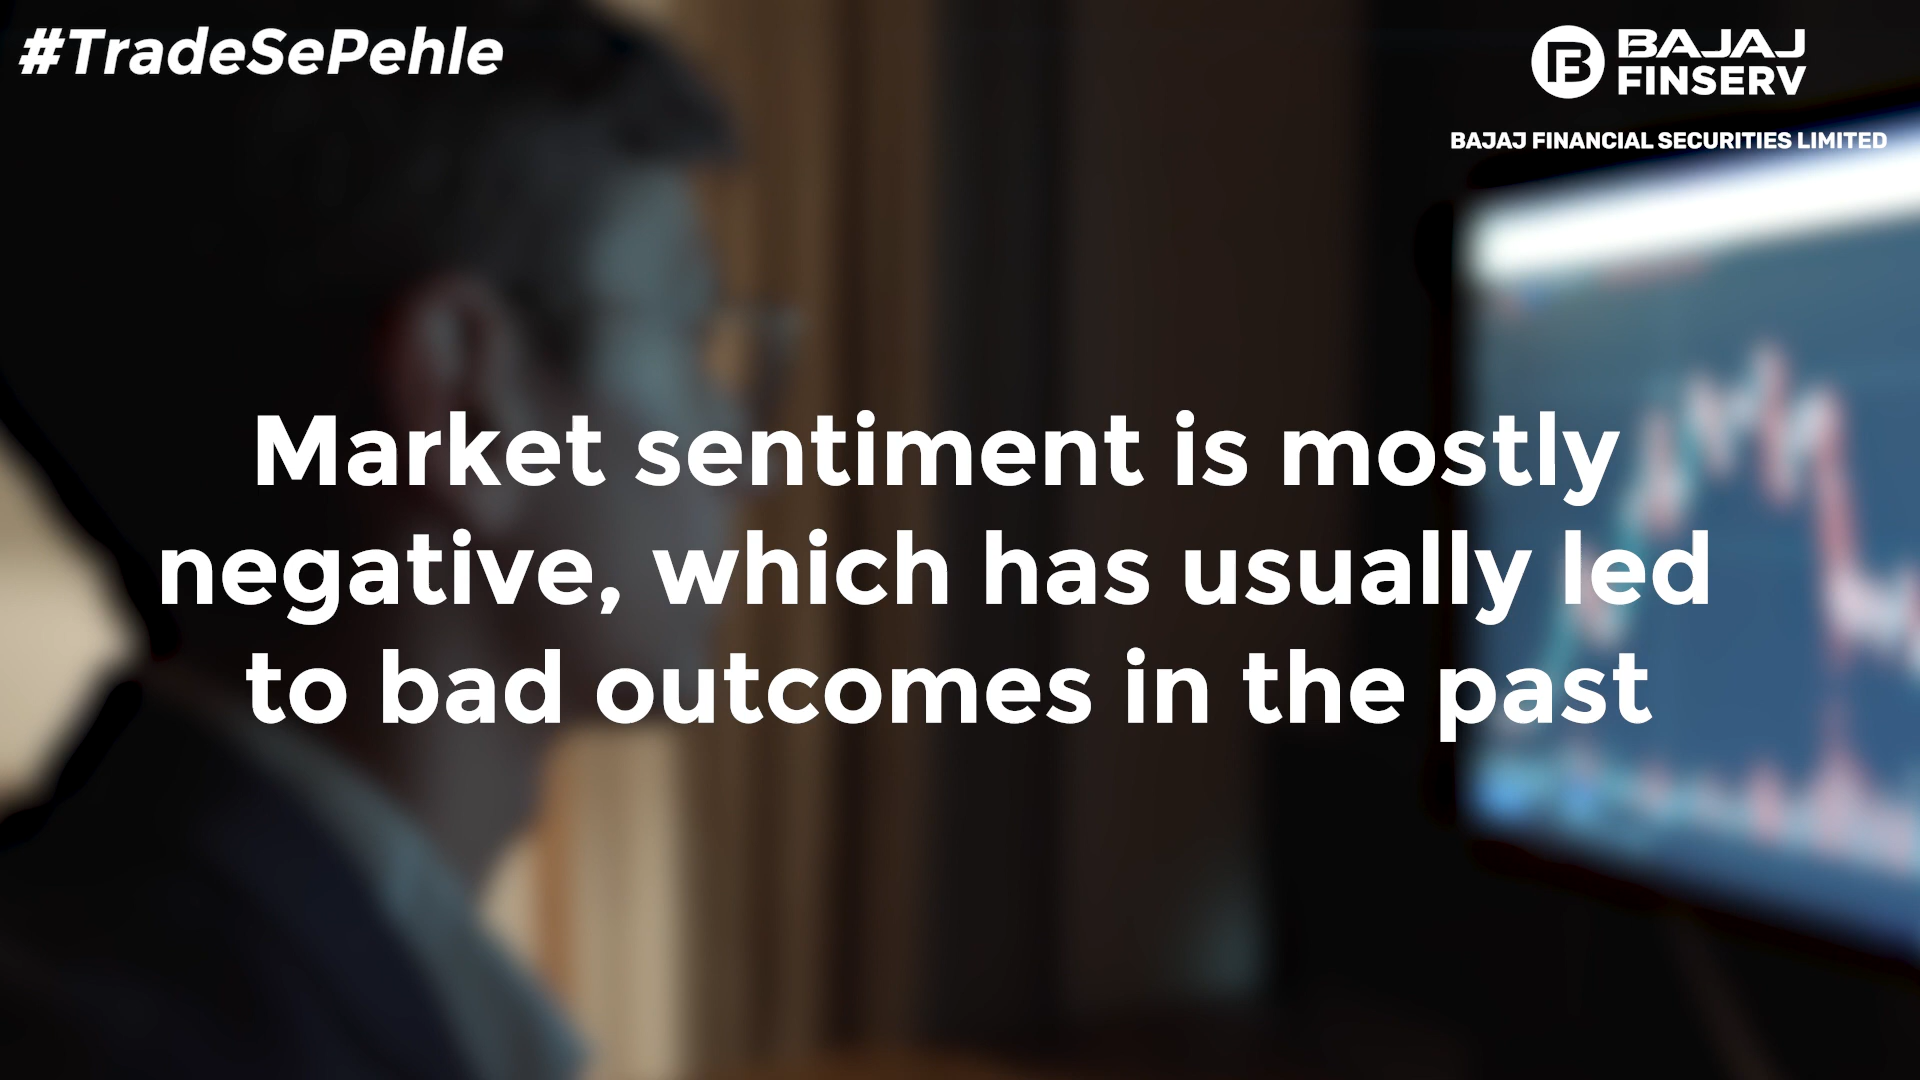 #TradeSePehle
BAJAJ
FINSERV
BAJAJ FINANCIAL SECURITIES LIMITED
Market sentiment is mostly
negative, which has usually led
to bad outcomes in the past